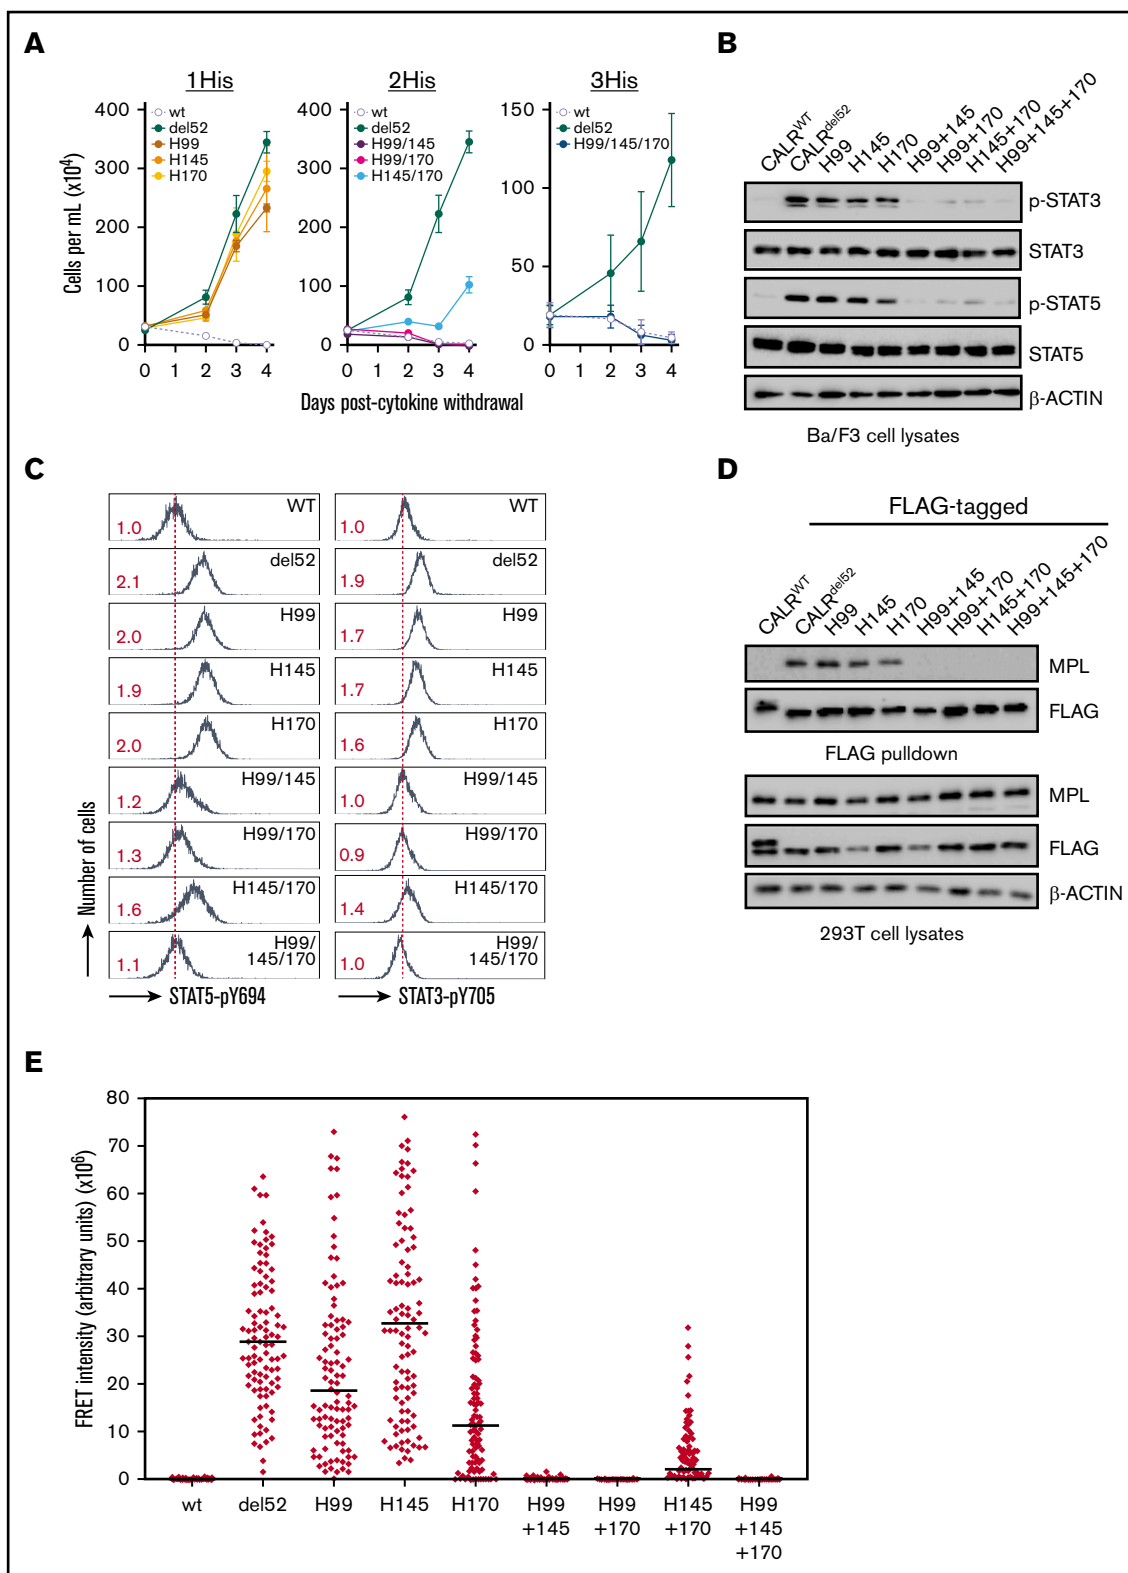 A
1His
2His
3His
400
300
200
100
0
Cells per mL (x10⁴)
wt
del52
H99
H145
H170
0 1 2 3 4
400
300
200
100
0
wt
del52
H99/145
H99/170
H145/170
0 1 2 3 4
150
100
50
0
wt
del52
H99/145/170
0 1 2 3 4
Days post-cytokine withdrawal
B
CALRᵂᵀ
CALRᵈᵉˡ⁵²
H99
H145
H170
H99+145
H99+170
H145+170
H99+145+170
p-STAT3
STAT3
p-STAT5
STAT5
β-ACTIN
Ba/F3 cell lysates
C
1.0 WT
2.1 del52
2.0 H99
1.9 H145
2.0 H170
1.2 H99/145
1.3 H99/170
1.6 H145/170
1.1 H99/
145/170
Number of cells
STAT5-pY694
1.0 WT
1.9 del52
1.7 H99
1.7 H145
1.6 H170
1.0 H99/145
0.9 H99/170
1.4 H145/170
1.0 H99/
145/170
STAT3-pY705
D
FLAG-tagged
CALRᵂᵀ
CALRᵈᵉˡ⁵²
H99
H145
H170
H99+145
H99+170
H145+170
H99+145+170
MPL
FLAG
FLAG pulldown
MPL
FLAG
β-ACTIN
293T cell lysates
E
80
70
60
50
40
30
20
10
0
FRET intensity (arbitrary units) (x10⁶)
wt del52 H99 H145 H170 H99 H99 H145 H99
+145 +170 +170 +145
+170